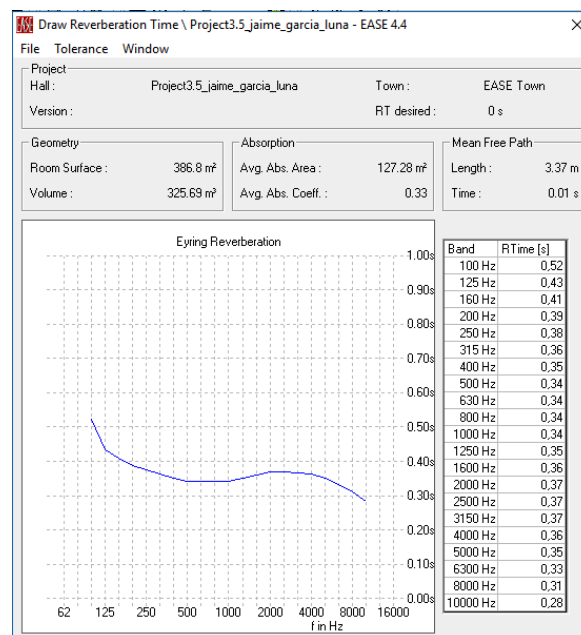 Draw Reverberation Time \ Project3.5_jaime_garcia_luna - EASE 4.4
File Tolerance Window
Project
Hall : Project3.5_jaime_garcia_luna Town : EASE Town
Version : RT desired : 0 s
Geometry Absorption Mean Free Path
Room Surface : 386.8 m² Avg. Abs. Area : 127.28 m² Length : 3.37 m
Volume : 325.69 m³ Avg. Abs. Coeff. : 0.33 Time : 0.01 s
Eyring Reverberation
1.00s
0.90s
0.80s
0.70s
0.60s
0.50s
0.40s
0.30s
0.20s
0.10s
0.00s
62 125 250 500 1000 2000 4000 8000 16000
f in Hz
Band RTime [s]
100 Hz 0,52
125 Hz 0,43
160 Hz 0,41
200 Hz 0,39
250 Hz 0,38
315 Hz 0,36
400 Hz 0,35
500 Hz 0,34
630 Hz 0,34
800 Hz 0,34
1000 Hz 0,34
1250 Hz 0,35
1600 Hz 0,36
2000 Hz 0,37
2500 Hz 0,37
3150 Hz 0,37
4000 Hz 0,36
5000 Hz 0,35
6300 Hz 0,33
8000 Hz 0,31
10000 Hz 0,28